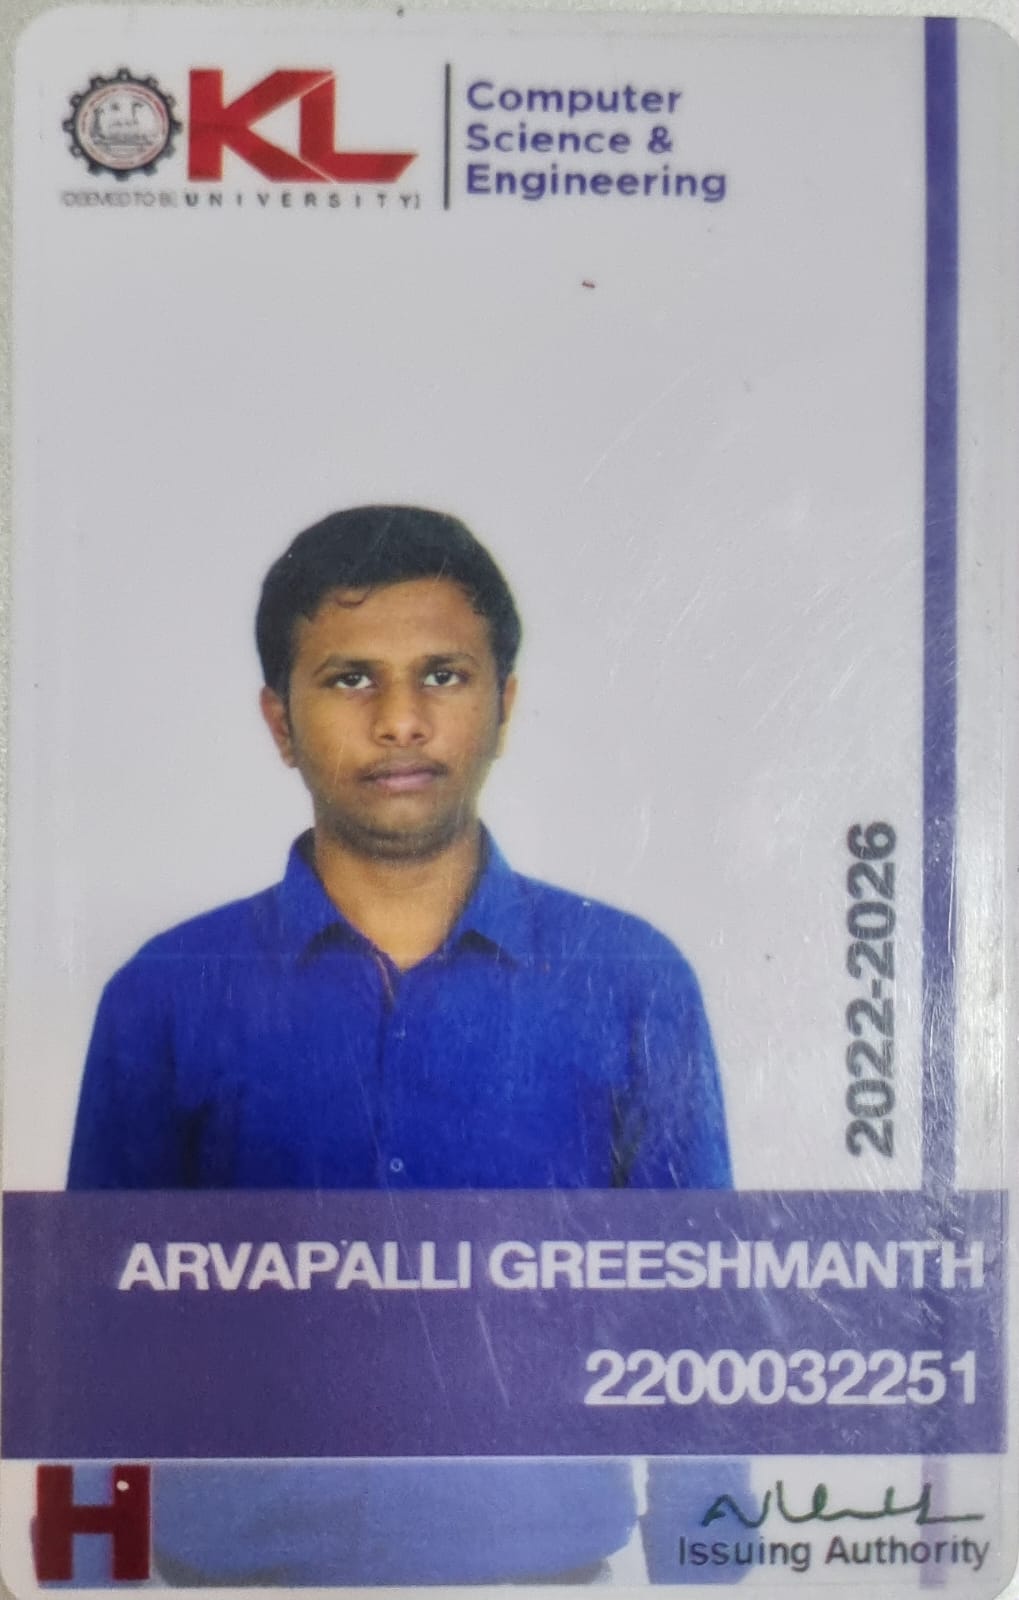 KL
(DEEMED TO BE UNIVERSITY)
Computer
Science &
Engineering
2022-2026
ARVAPALLI GREESHMANTH
2200032251
H
Issuing Authority